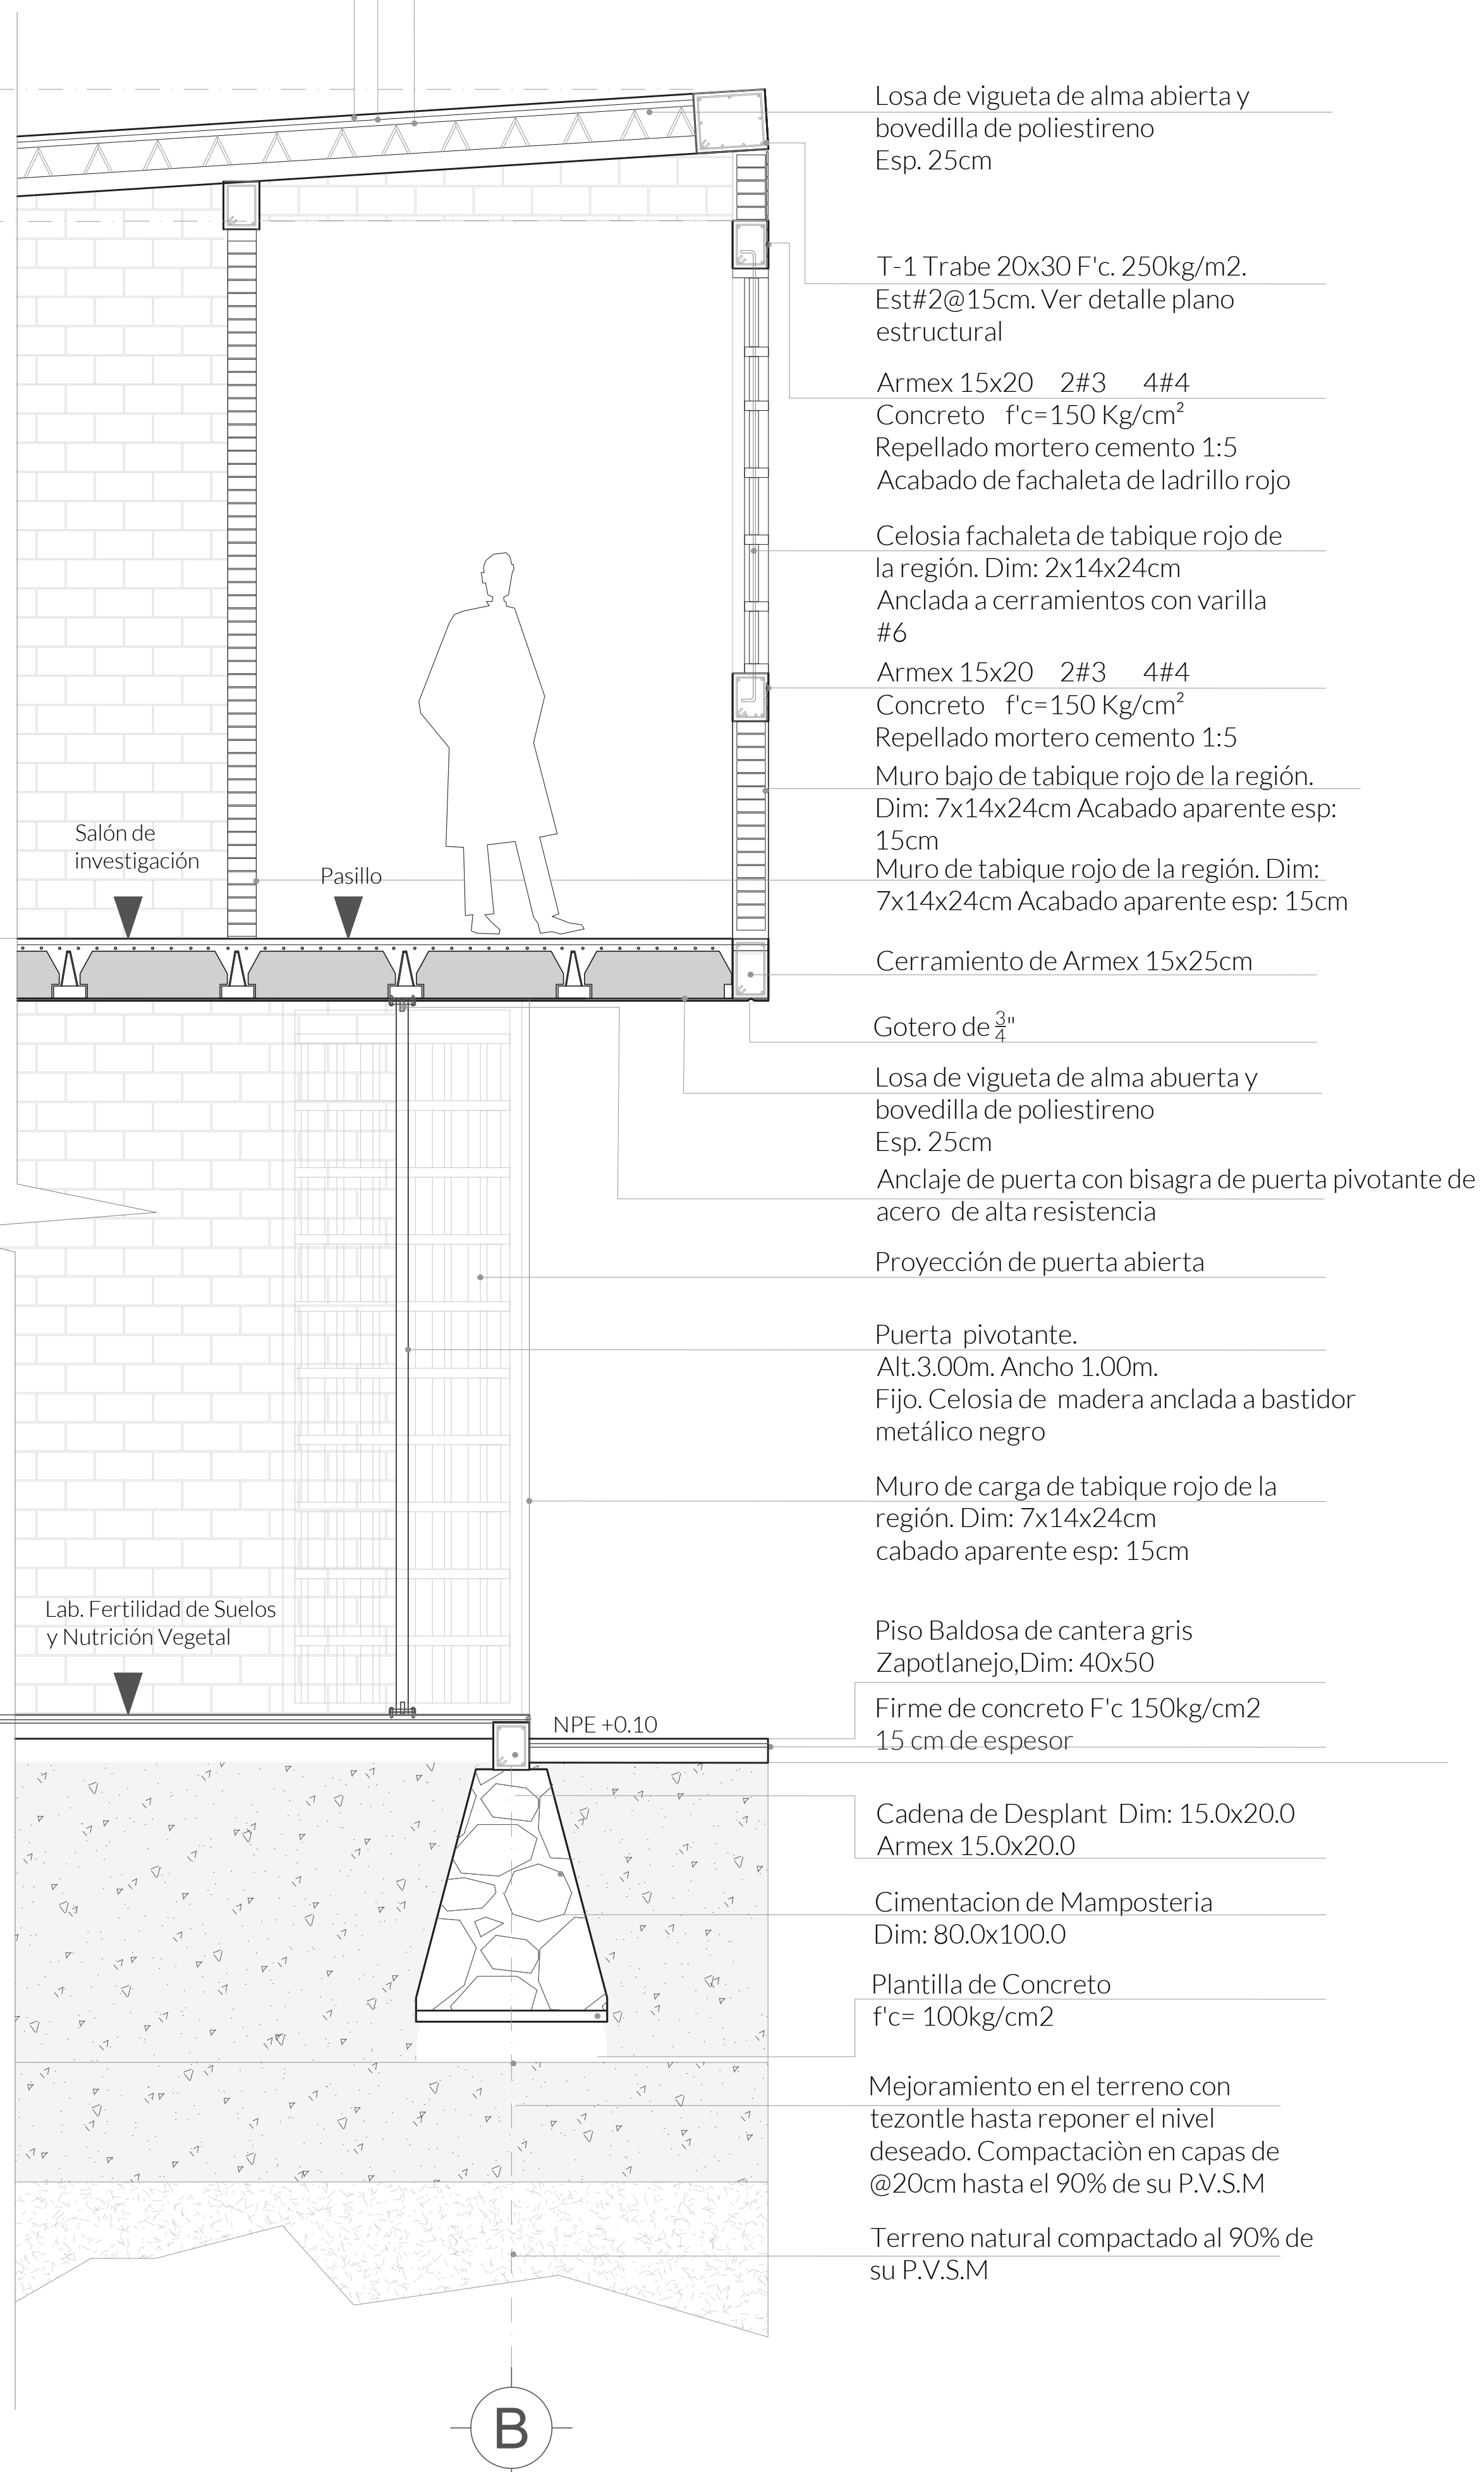 Losa de vigueta de alma abierta y
bovedilla de poliestireno
Esp. 25cm
T-1 Trabe 20x30 F'c. 250kg/m2.
Est#2@15cm. Ver detalle plano
estructural
Armex 15x20 2#3 4#4
Concreto f'c=150 Kg/cm²
Repellado mortero cemento 1:5
Acabado de fachaleta de ladrillo rojo
Celosia fachaleta de tabique rojo de
la región. Dim: 2x14x24cm
Anclada a cerramientos con varilla
#6
Armex 15x20 2#3 4#4
Concreto f'c=150 Kg/cm²
Repellado mortero cemento 1:5
Muro bajo de tabique rojo de la región.
Dim: 7x14x24cm Acabado aparente esp:
15cm
Muro de tabique rojo de la región. Dim:
7x14x24cm Acabado aparente esp: 15cm
Salón de
investigación
Pasillo
Cerramiento de Armex 15x25cm
Gotero de 3/4"
Losa de vigueta de alma abuerta y
bovedilla de poliestireno
Esp. 25cm
Anclaje de puerta con bisagra de puerta pivotante de
acero de alta resistencia
Proyección de puerta abierta
Puerta pivotante.
Alt.3.00m. Ancho 1.00m.
Fijo. Celosia de madera anclada a bastidor
metálico negro
Muro de carga de tabique rojo de la
región. Dim: 7x14x24cm
cabado aparente esp: 15cm
Lab. Fertilidad de Suelos
y Nutrición Vegetal
Piso Baldosa de cantera gris
Zapotlanejo,Dim: 40x50
NPE +0.10
Firme de concreto F'c 150kg/cm2
15 cm de espesor
Cadena de Desplant Dim: 15.0x20.0
Armex 15.0x20.0
Cimentacion de Mamposteria
Dim: 80.0x100.0
Plantilla de Concreto
f'c= 100kg/cm2
Mejoramiento en el terreno con
tezontle hasta reponer el nivel
deseado. Compactaciòn en capas de
@20cm hasta el 90% de su P.V.S.M
Terreno natural compactado al 90% de
su P.V.S.M
B